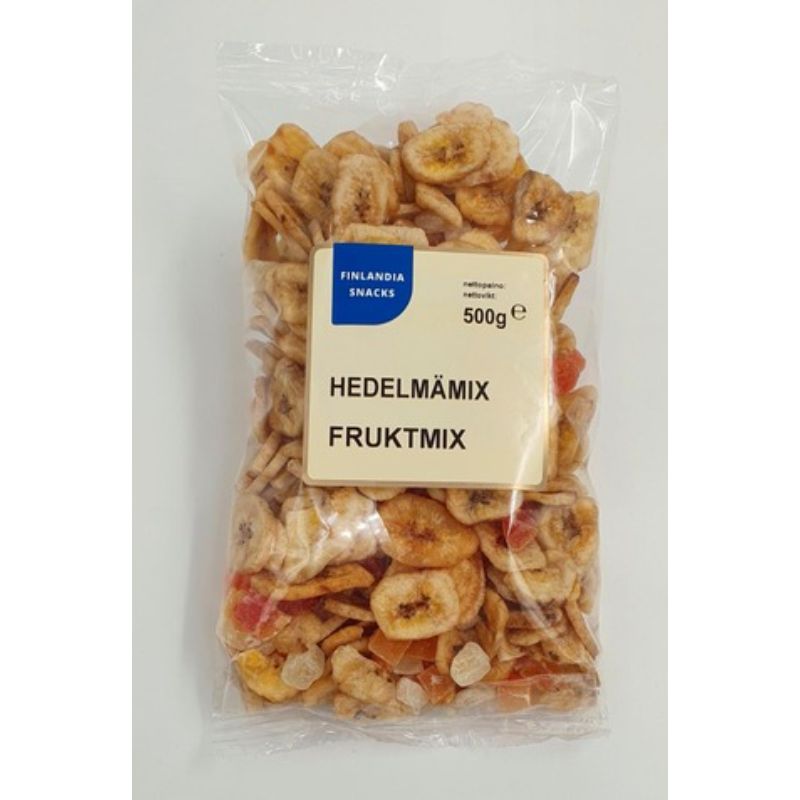 FINLANDIA
SNACKS
nettopaino:
nettovikt:
500g ℮
HEDELMÄMIX
FRUKTMIX